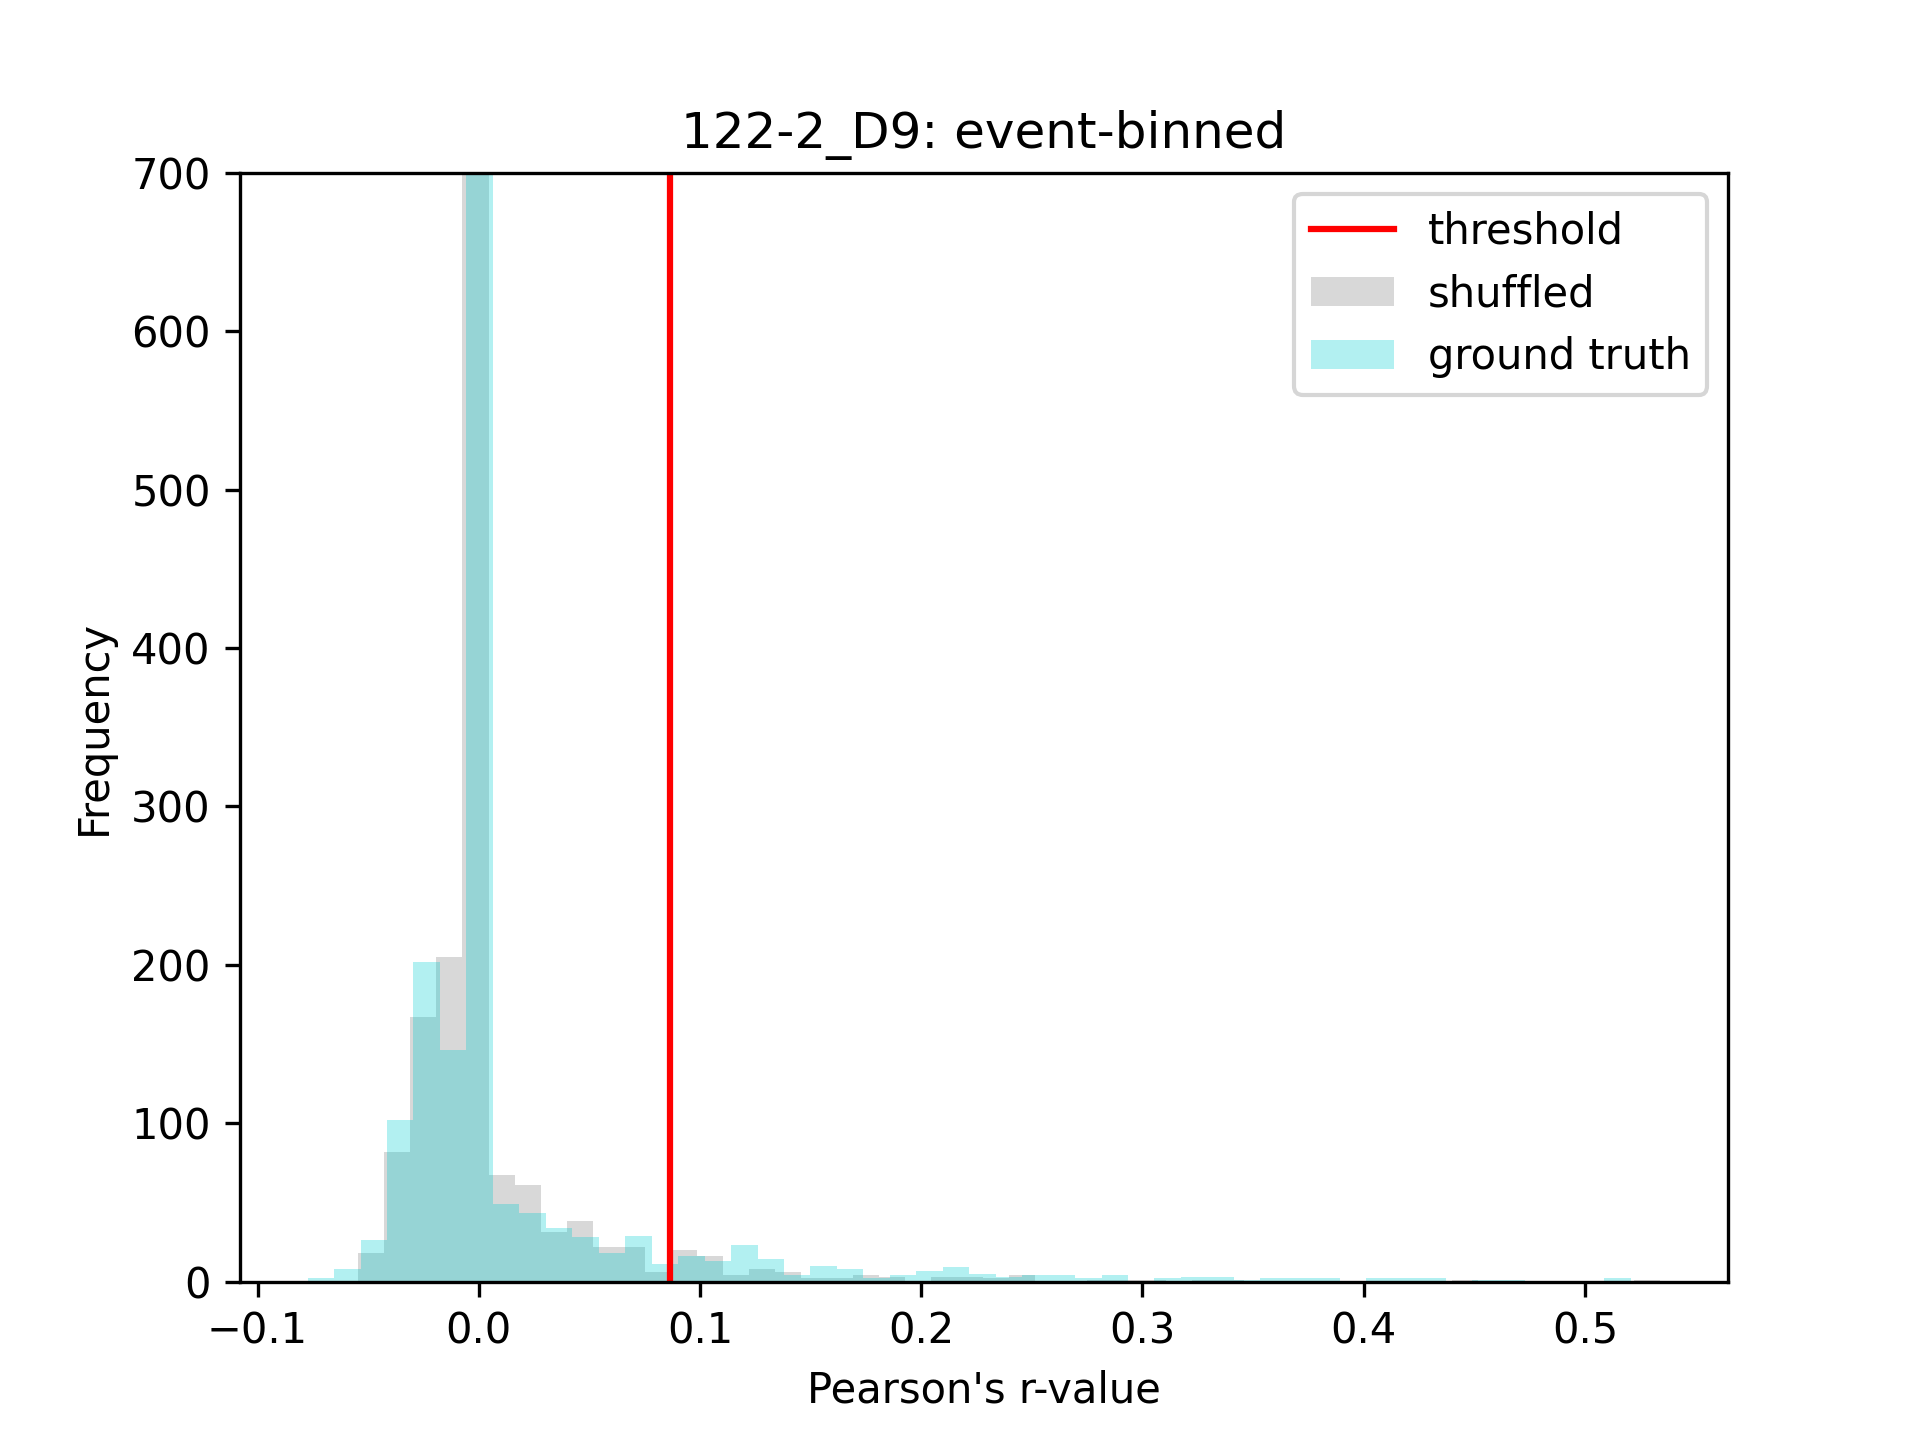 122-2_D9: event-binned
700
600
500
400
300
200
100
0
Frequency
threshold
shuffled
ground truth
−0.1 0.0 0.1 0.2 0.3 0.4 0.5
Pearson's r-value